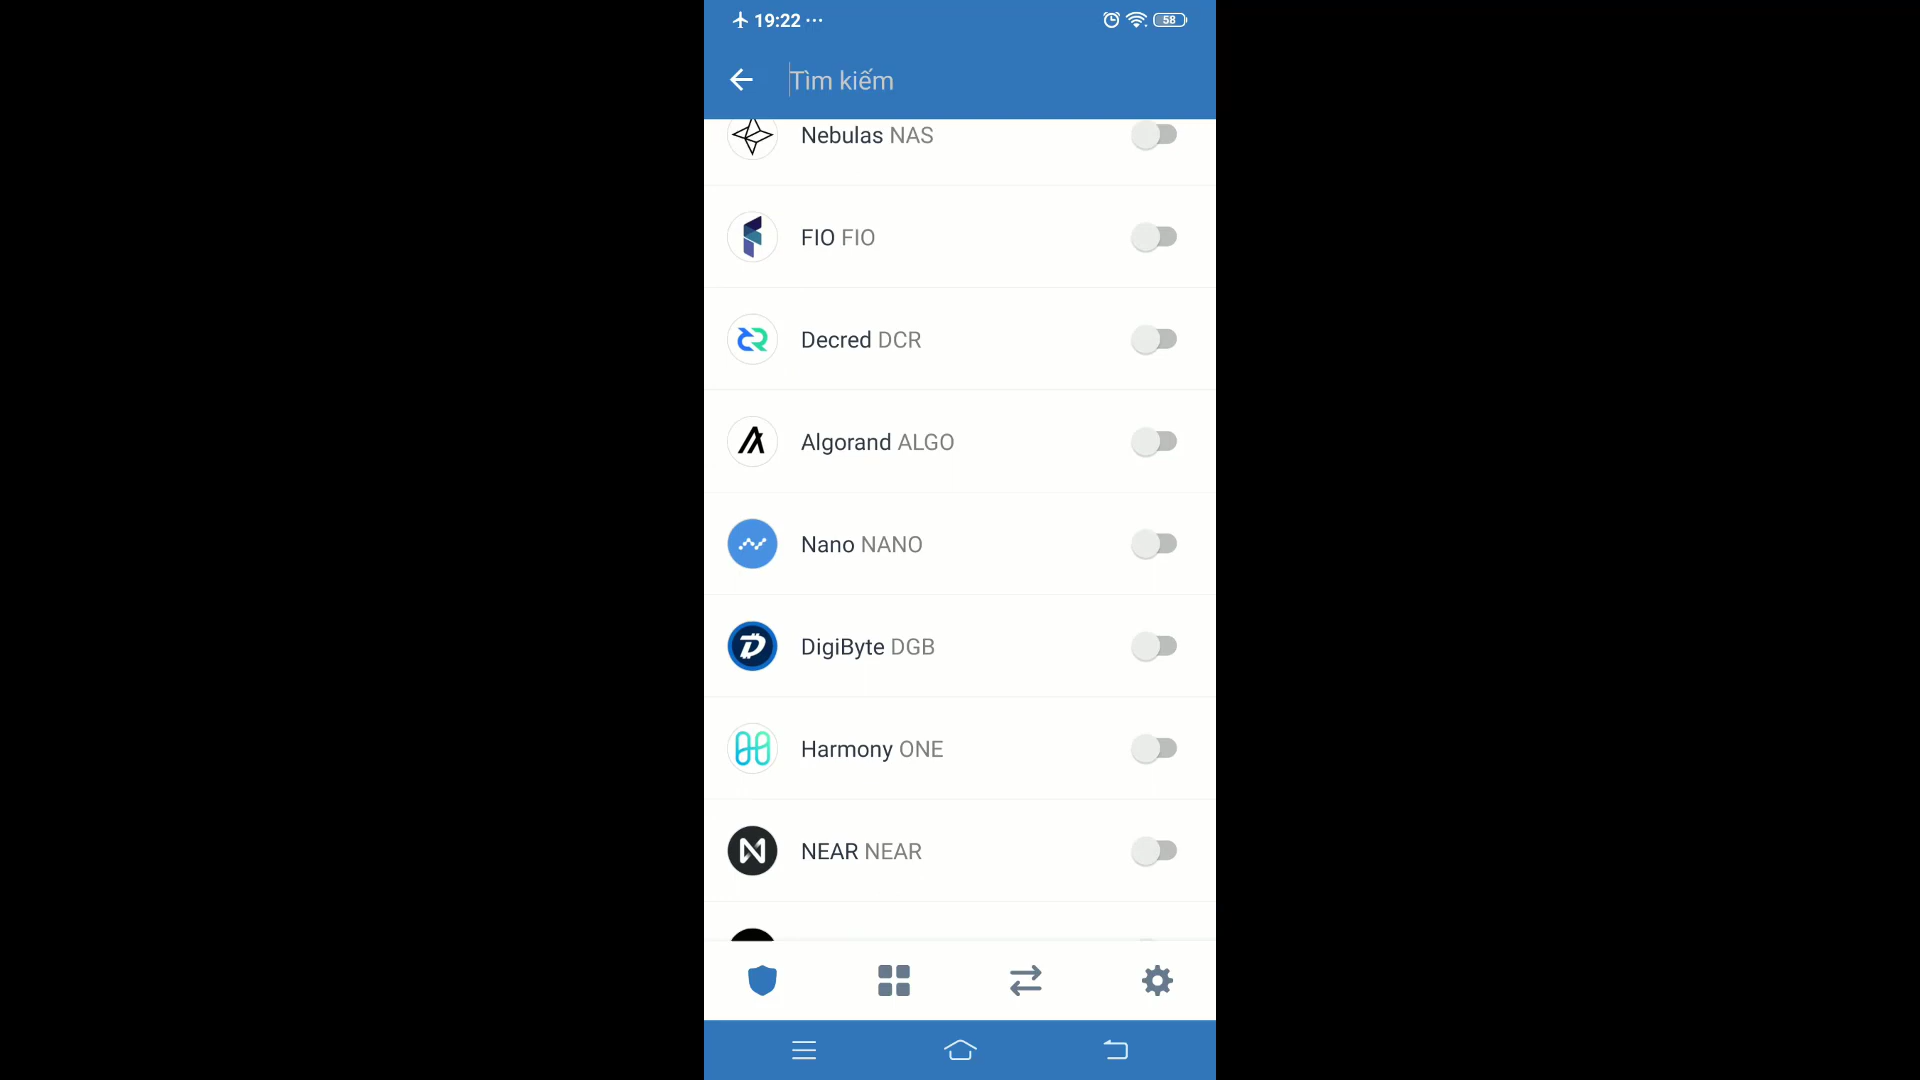 19:22 ...
58
Tìm kiếm
Nebulas NAS
FIO FIO
Decred DCR
Algorand ALGO
Nano NANO
DigiByte DGB
Harmony ONE
NEAR NEAR